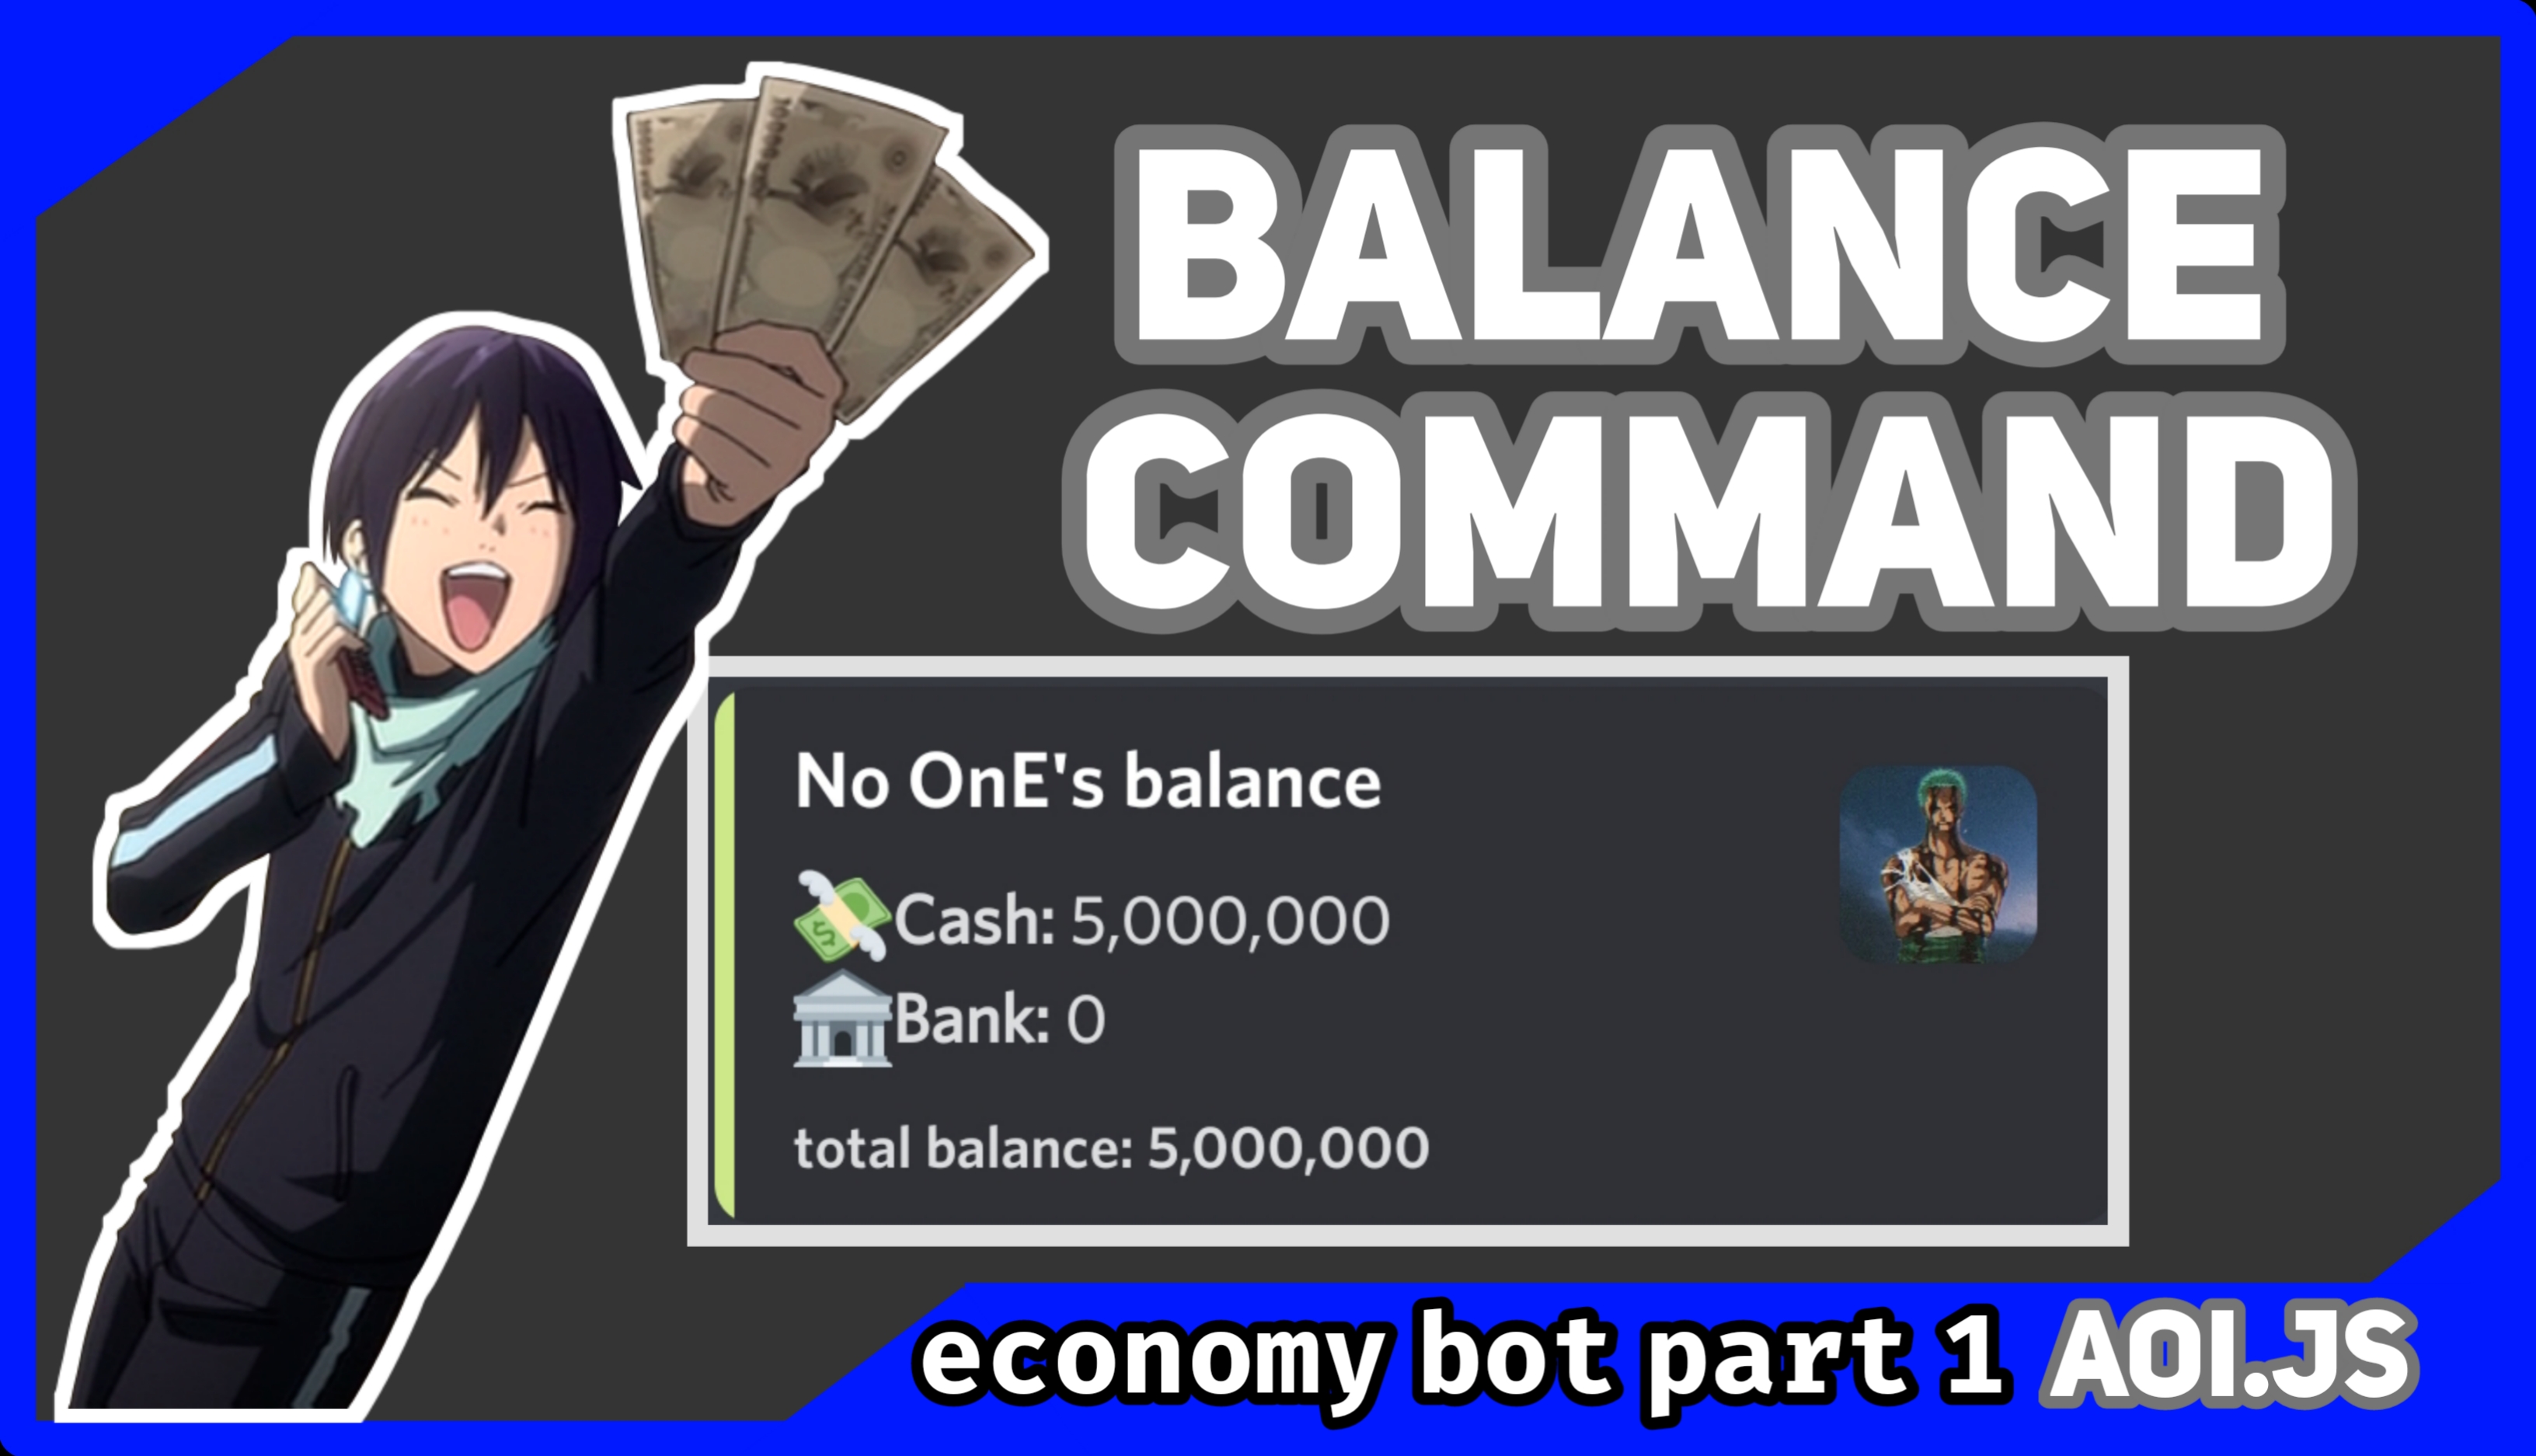 BALANCE
COMMAND
No OnE's balance
Cash: 5,000,000
Bank: 0
total balance: 5,000,000
economy bot part 1 AOI.JS